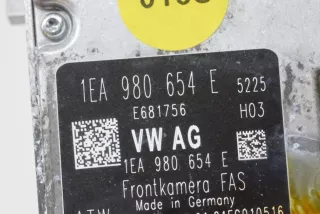 1EA 980 654 E 5225
E681756 H03
VW AG
1EA 980 654 E
Frontkamera FAS
Made in Germany